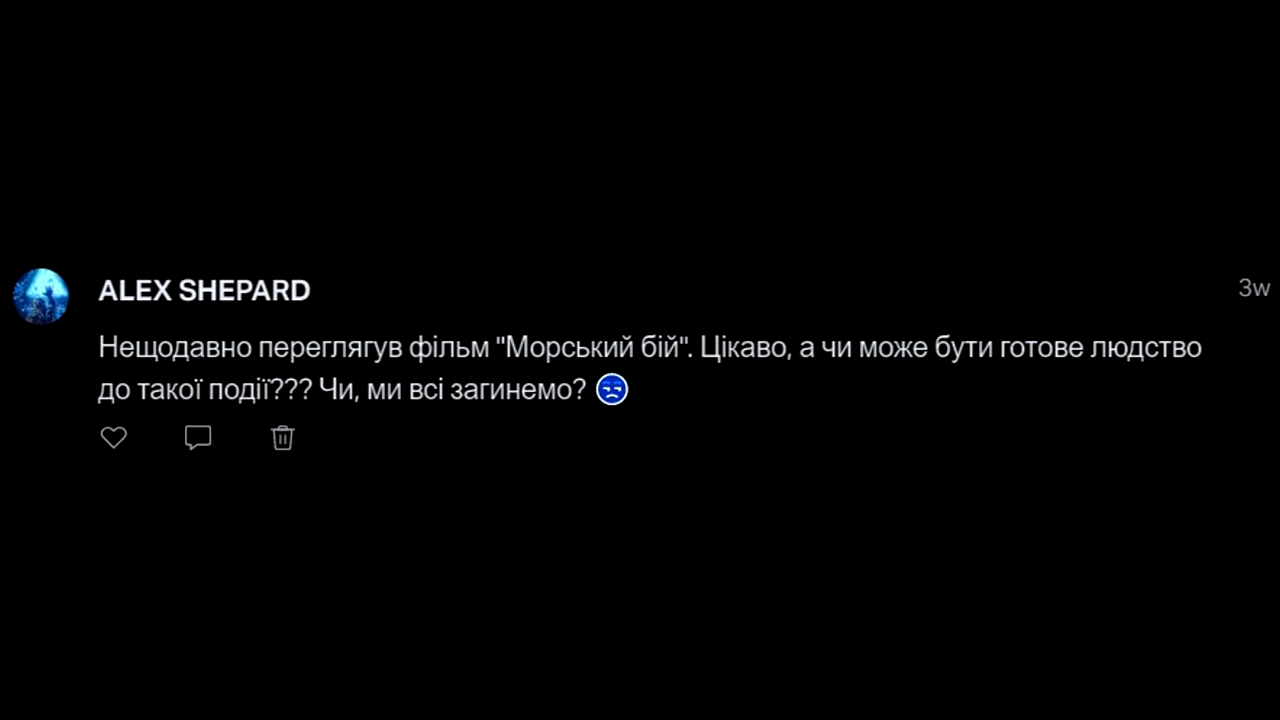 ALEX SHEPARD
3w
Нещодавно переглягув фільм "Морський бій". Цікаво, а чи може бути готове людство
до такої події??? Чи, ми всі загинемо?